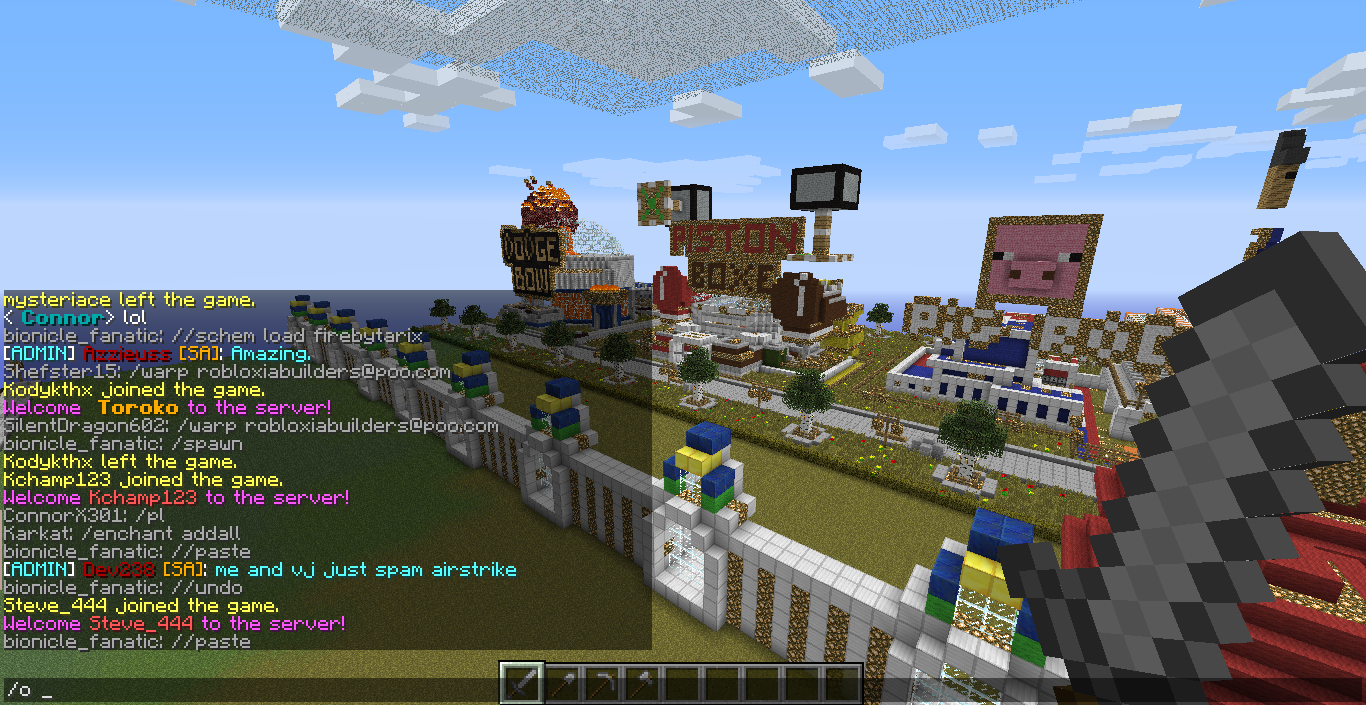 DODGE
BOWL
PISTON
BOXE
PIG
mysteriace left the game.
< Connor> lol
bionicle_fanatic: //schem load firebytarix
[ADMIN] Azzieuss [SA]: Amazing.
Shefster15: /warp robloxiabuilders@poo.com
Kodykthx joined the game.
Welcome Toroko to the server!
SilentDragon602: /warp robloxiabuilders@poo.com
bionicle_fanatic: /spawn
Kodykthx left the game.
Kchamp123 joined the game.
Welcome Kchamp123 to the server!
ConnorX301: /pl
Karkat: /enchant addall
bionicle_fanatic: //paste
[ADMIN] Dev238 [SA]: me and vj just spam airstrike
bionicle_fanatic: //undo
Steve_444 joined the game.
Welcome Steve_444 to the server!
bionicle_fanatic: //paste
/o _